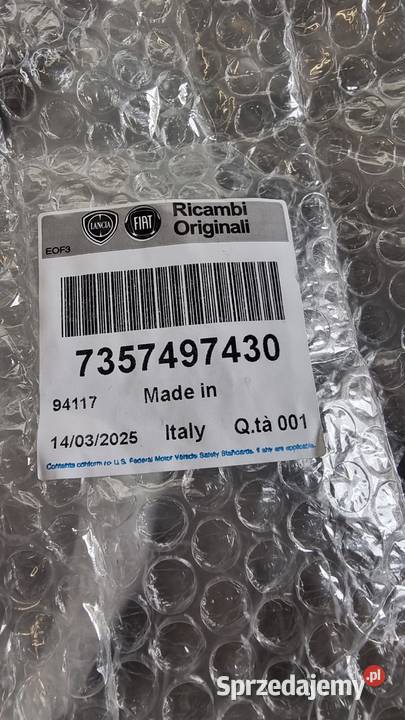 LANCIA
FIAT
Ricambi
Originali
EOF3
7357497430
94117
Made in
14/03/2025
Italy
Q.tà 001
Contents conform to U.S. Federal Motor Vehicle Safety Standards, if any are applicable.
Sprzedajemy.pl